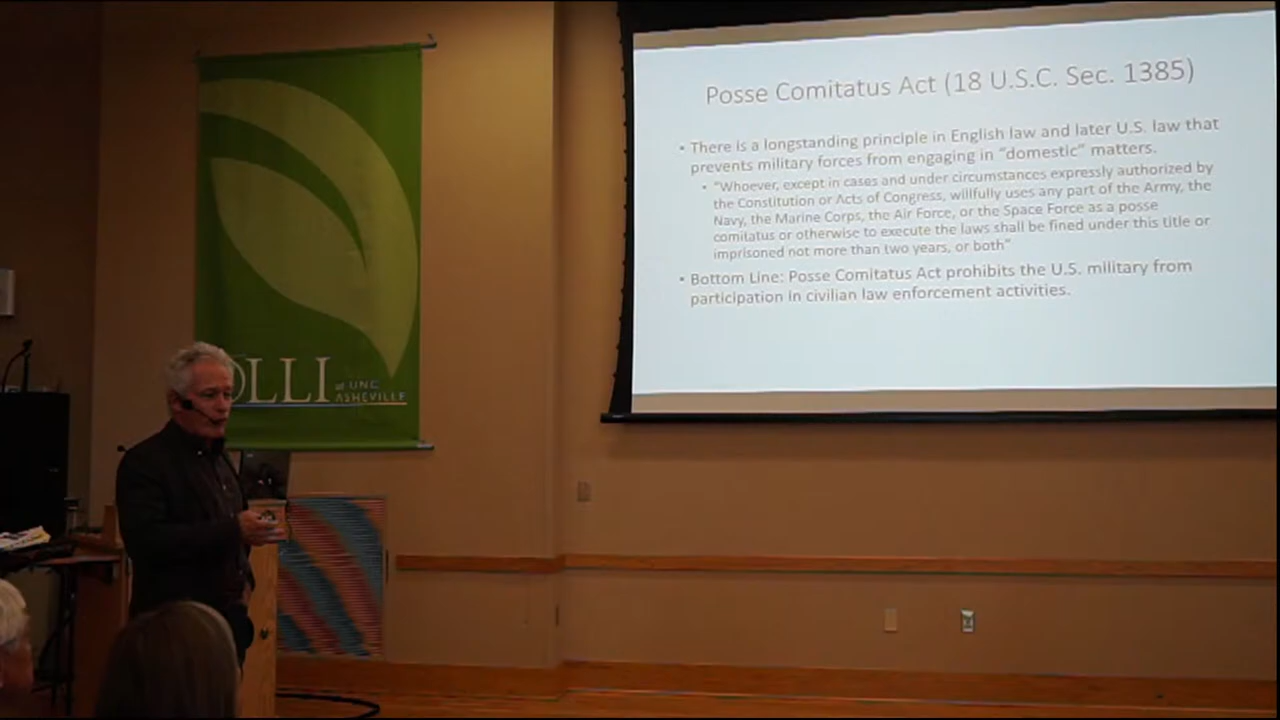 Posse Comitatus Act (18 U.S.C. Sec. 1385)
• There is a longstanding principle in English law and later U.S. law that
prevents military forces from engaging in "domestic" matters.
• "Whoever, except in cases and under circumstances expressly authorized by
the Constitution or Acts of Congress, willfully uses any part of the Army, the
Navy, the Marine Corps, the Air Force, or the Space Force as a posse
comitatus or otherwise to execute the laws shall be fined under this title or
imprisoned not more than two years, or both"
• Bottom Line: Posse Comitatus Act prohibits the U.S. military from
participation in civilian law enforcement activities.
OLLI
at UNC
ASHEVILLE